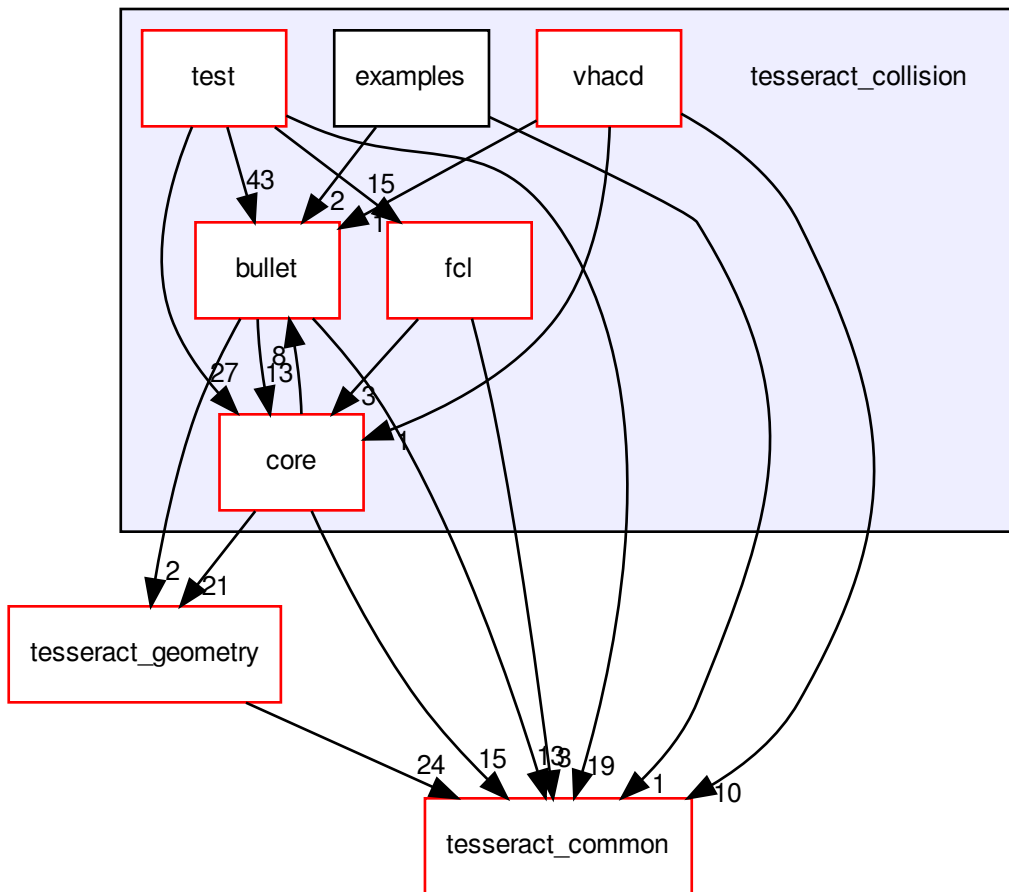 test
examples
vhacd
tesseract_collision
43
2
15
1
bullet
fcl
27
8
13
3
1
core
2
21
tesseract_geometry
24
15
13
3
19
1
10
tesseract_common